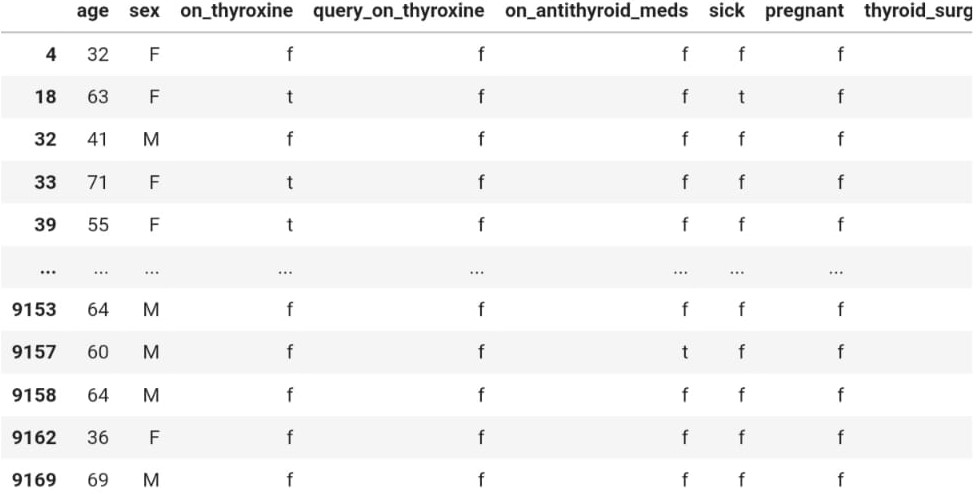 age sex on_thyroxine query_on_thyroxine on_antithyroid_meds sick pregnant thyroid_surg
4 32 F f f f f f
18 63 F t f f t f
32 41 M f f f f f
33 71 F t f f f f
39 55 F t f f f f
... ... ... ... ... ... ... ...
9153 64 M f f f f f
9157 60 M f f t f f
9158 64 M f f f f f
9162 36 F f f f f f
9169 69 M f f f f f